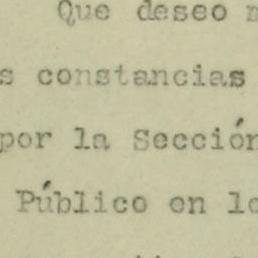 Que deseo
s constancias
por la Sección
Público en lo